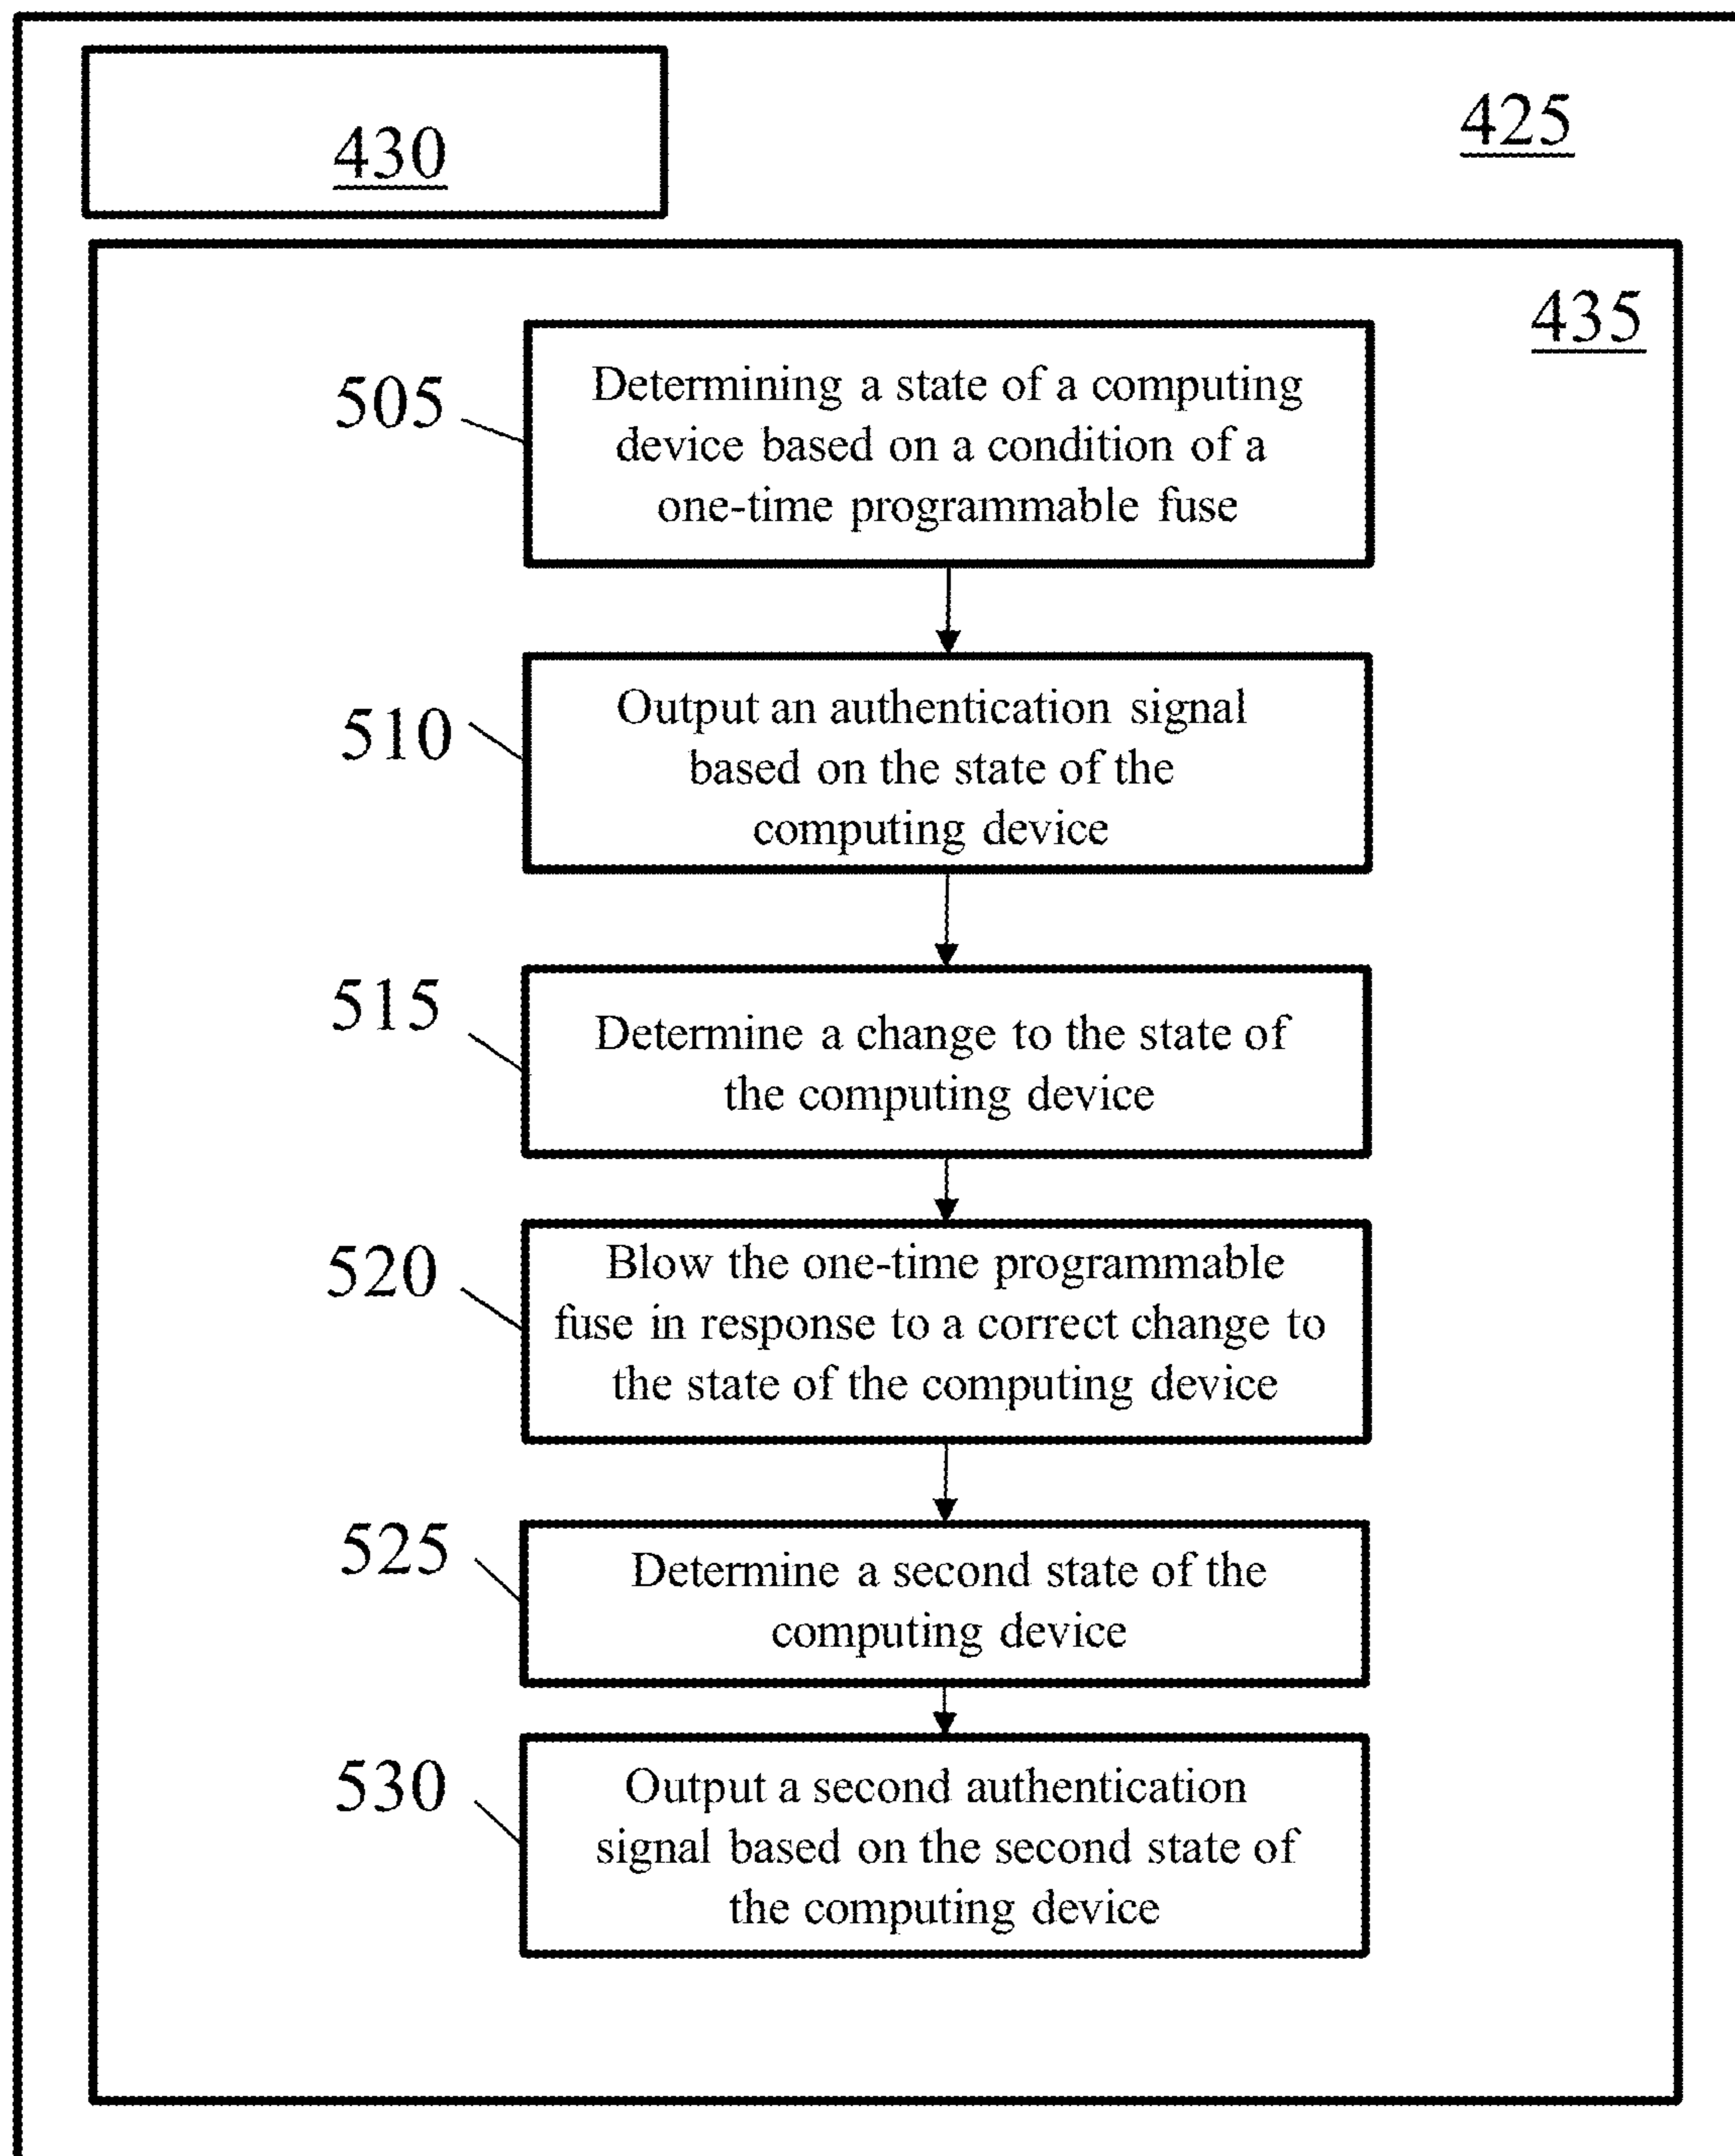 430
425
435
505
Determining a state of a computing
device based on a condition of a
one-time programmable fuse
510
Output an authentication signal
based on the state of the
computing device
515
Determine a change to the state of
the computing device
520
Blow the one-time programmable
fuse in response to a correct change to
the state of the computing device
525
Determine a second state of the
computing device
530
Output a second authentication
signal based on the second state of
the computing device